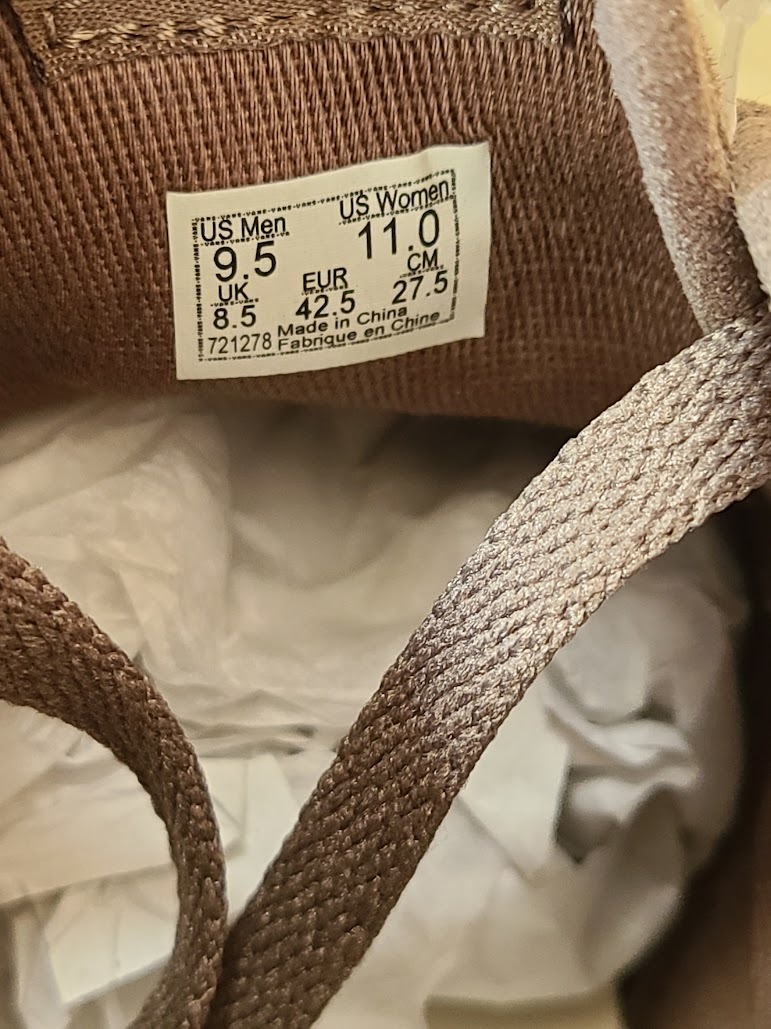 US Men US Women
9.5 11.0
UK EUR CM
8.5 42.5 27.5
721278 Made in China
Fabrique en Chine